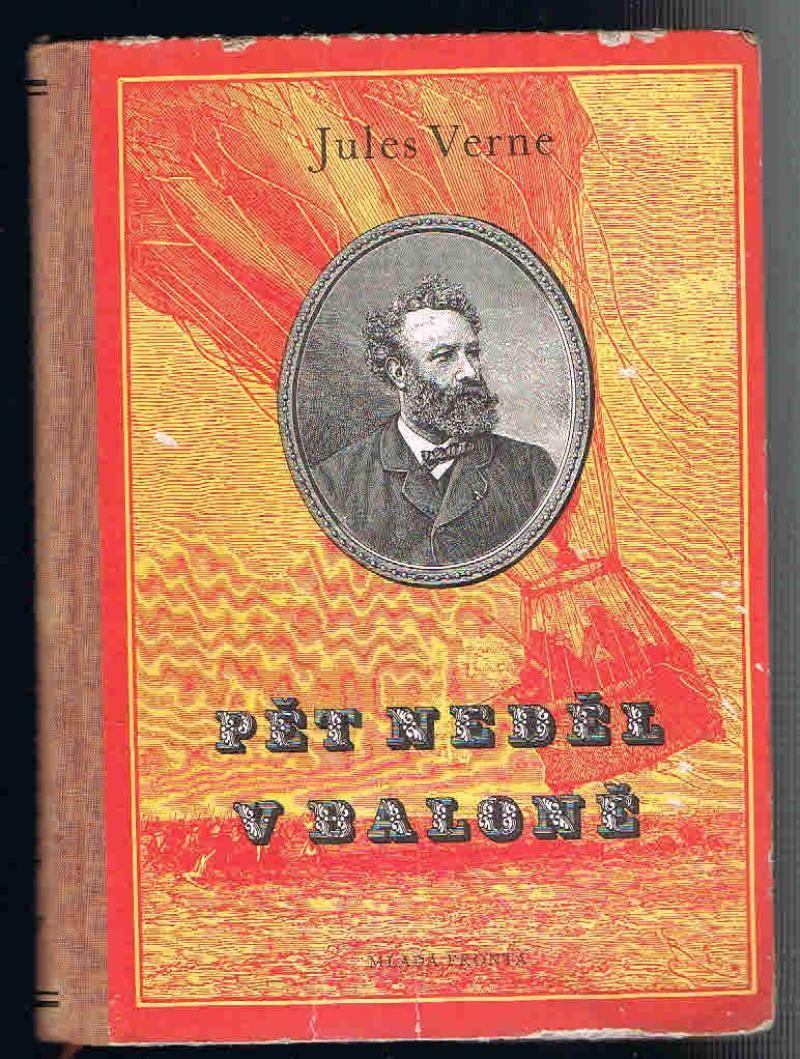 Jules Verne
PĚT NEDĚL
V BALONĚ
MLADÁ FRONTA